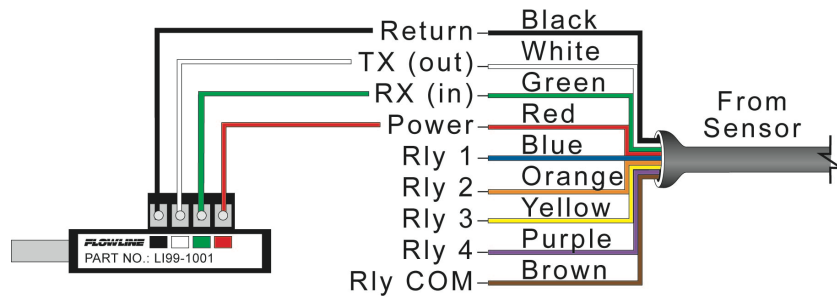 Return Black
TX (out) White
RX (in) Green
Power Red
Rly 1 Blue
Rly 2 Orange
Rly 3 Yellow
Rly 4 Purple
Rly COM Brown
From
Sensor
FLOWLINE
PART NO.: LI99-1001